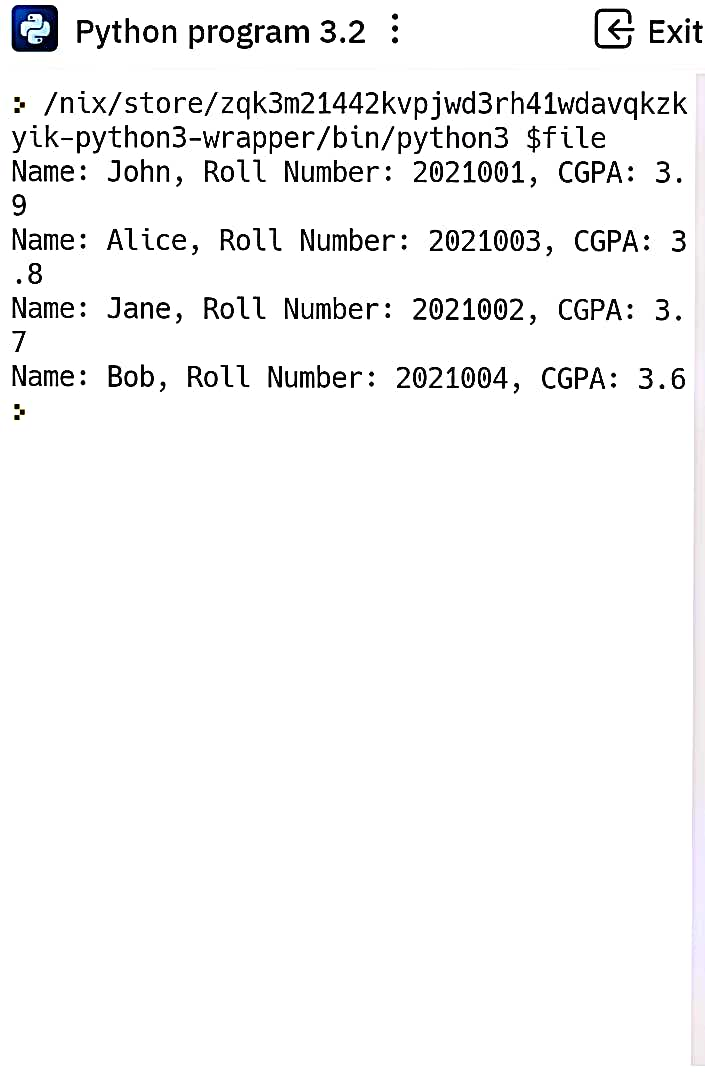 Python program 3.2
Exit
/nix/store/zqk3m21442kvpjwd3rh41wdavqkzk
yik-python3-wrapper/bin/python3 $file
Name: John, Roll Number: 2021001, CGPA: 3.
9
Name: Alice, Roll Number: 2021003, CGPA: 3
.8
Name: Jane, Roll Number: 2021002, CGPA: 3.
7
Name: Bob, Roll Number: 2021004, CGPA: 3.6